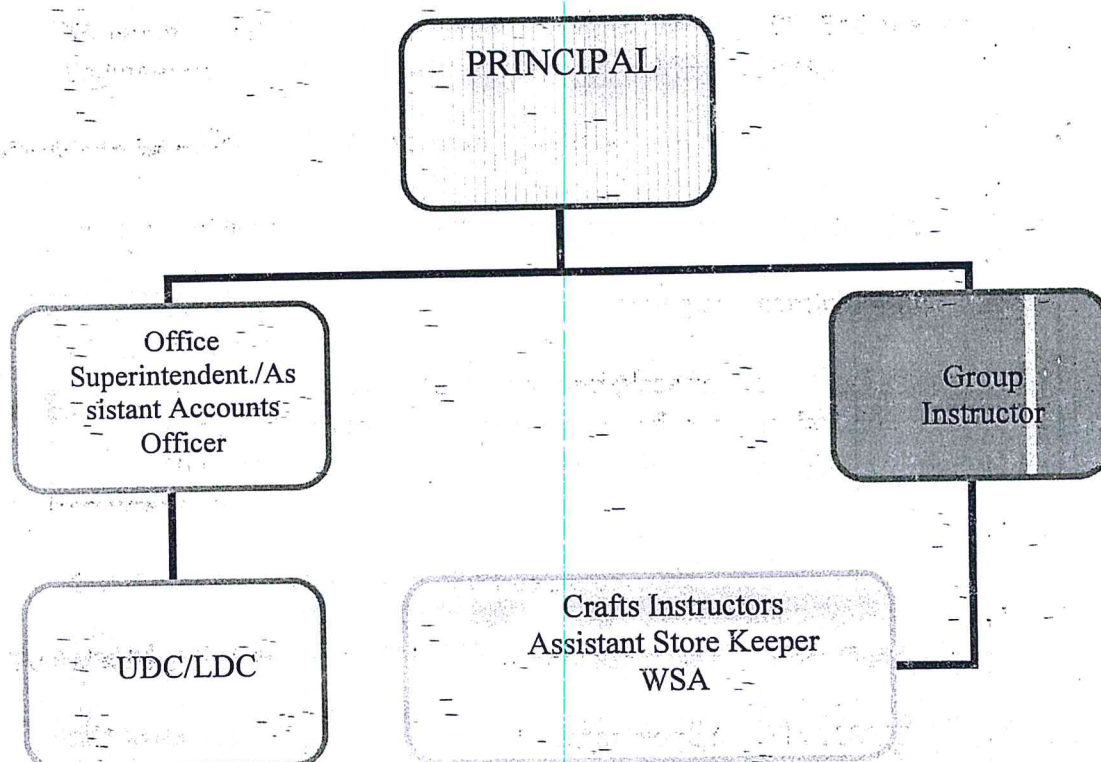 PRINCIPAL
Office
Superintendent./As
sistant Accounts
Officer
Group
Instructor
UDC/LDC
Crafts Instructors
Assistant Store Keeper
WSA